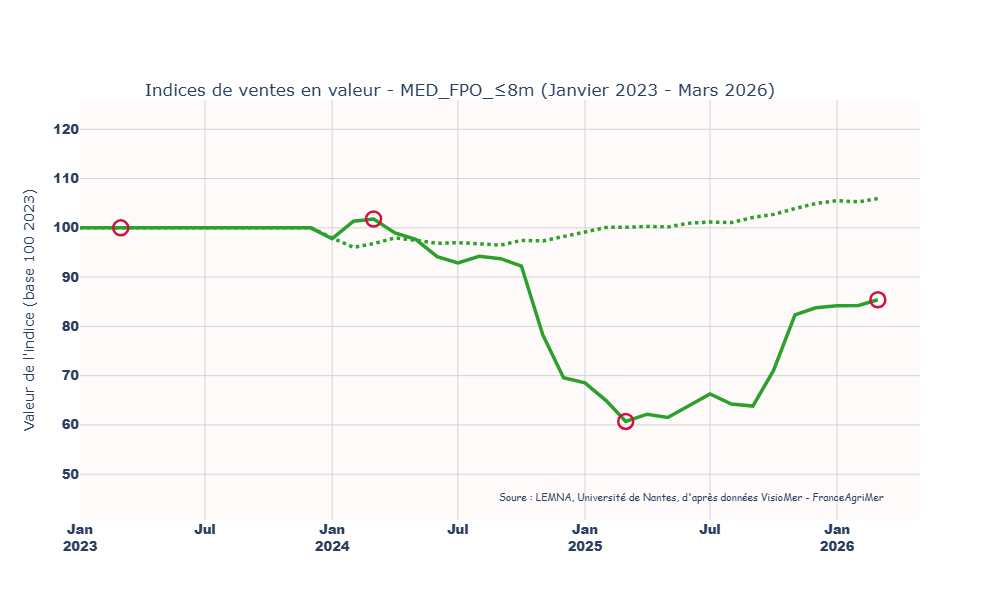 Indices de ventes en valeur - MED_FPO_≤8m (Janvier 2023 - Mars 2026)
Valeur de l'indice (base 100 2023)
120
110
100
90
80
70
60
50
Soure : LEMNA, Université de Nantes, d'après données VisioMer - FranceAgriMer
Jan
2023
Jul
Jan
2024
Jul
Jan
2025
Jul
Jan
2026